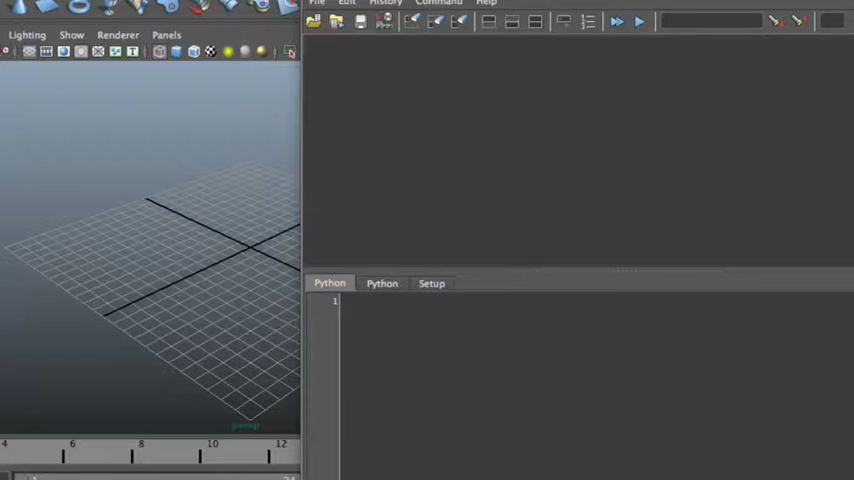 File Edit History Command Help
Lighting Show Renderer Panels
Python Python Setup
1
persp
4 6 8 10 12
24